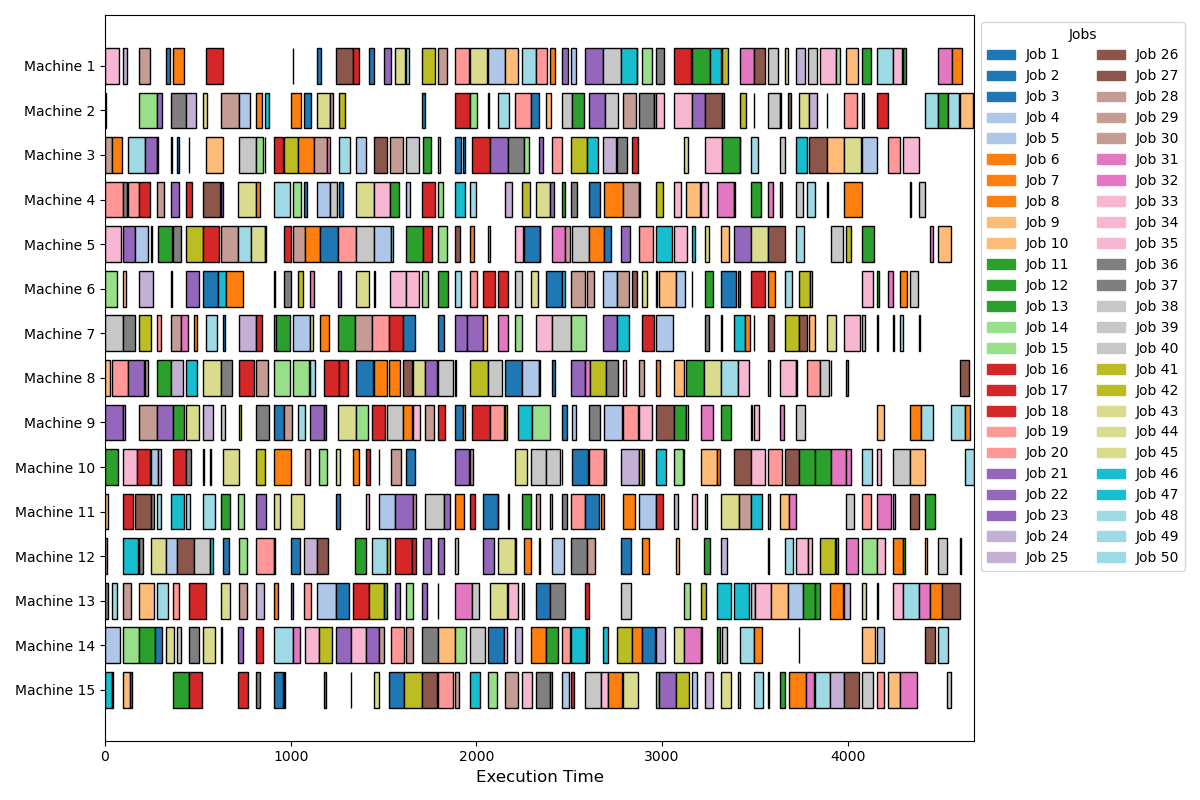 Machine 1
Machine 2
Machine 3
Machine 4
Machine 5
Machine 6
Machine 7
Machine 8
Machine 9
Machine 10
Machine 11
Machine 12
Machine 13
Machine 14
Machine 15
0 1000 2000 3000 4000
Execution Time
Jobs
Job 1
Job 2
Job 3
Job 4
Job 5
Job 6
Job 7
Job 8
Job 9
Job 10
Job 11
Job 12
Job 13
Job 14
Job 15
Job 16
Job 17
Job 18
Job 19
Job 20
Job 21
Job 22
Job 23
Job 24
Job 25
Job 26
Job 27
Job 28
Job 29
Job 30
Job 31
Job 32
Job 33
Job 34
Job 35
Job 36
Job 37
Job 38
Job 39
Job 40
Job 41
Job 42
Job 43
Job 44
Job 45
Job 46
Job 47
Job 48
Job 49
Job 50